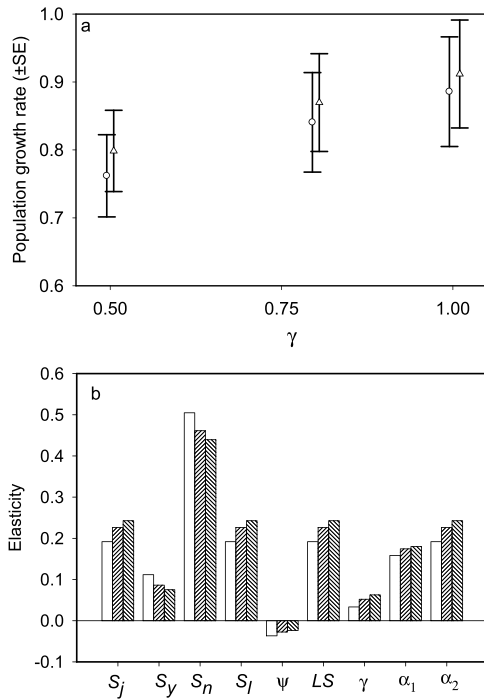 a
Population growth rate (±SE)
1.0
0.9
0.8
0.7
0.6
0.50 0.75 1.00
γ
b
Elasticity
0.6
0.5
0.4
0.3
0.2
0.1
0.0
-0.1
Sj Sy Sn Sl ψ LS γ α1 α2